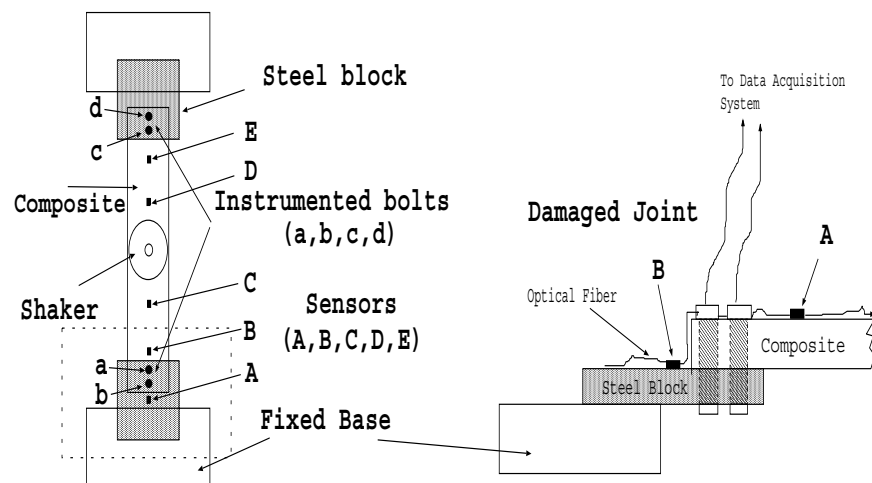 Steel block
d
c
E
D
Composite
Instrumented bolts
(a,b,c,d)
Shaker
C
Sensors
(A,B,C,D,E)
B
a
b
A
Fixed Base
To Data Acquisition
System
Damaged Joint
A
B
Optical Fiber
Composite
Steel Block